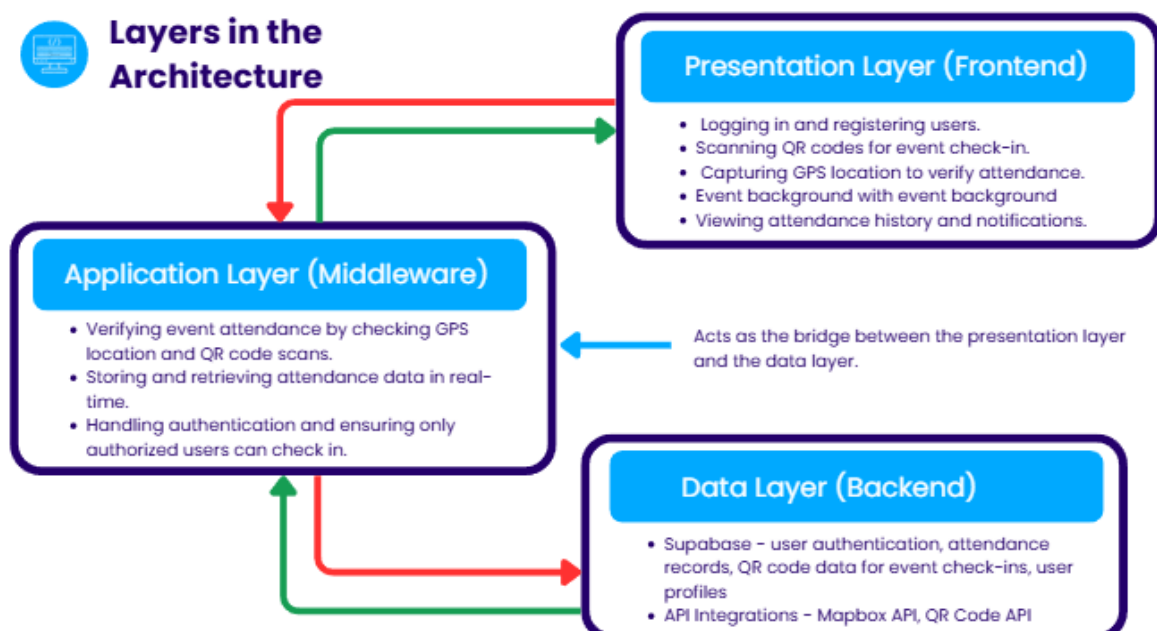 Layers in the
Architecture
Presentation Layer (Frontend)
• Logging in and registering users.
• Scanning QR codes for event check-in.
• Capturing GPS location to verify attendance.
• Event background with event background
• Viewing attendance history and notifications.
Application Layer (Middleware)
• Verifying event attendance by checking GPS
location and QR code scans.
• Storing and retrieving attendance data in real-
time.
• Handling authentication and ensuring only
authorized users can check in.
Acts as the bridge between the presentation layer
and the data layer.
Data Layer (Backend)
• Supabase - user authentication, attendance
records, QR code data for event check-ins, user
profiles
• API Integrations - Mapbox API, QR Code API